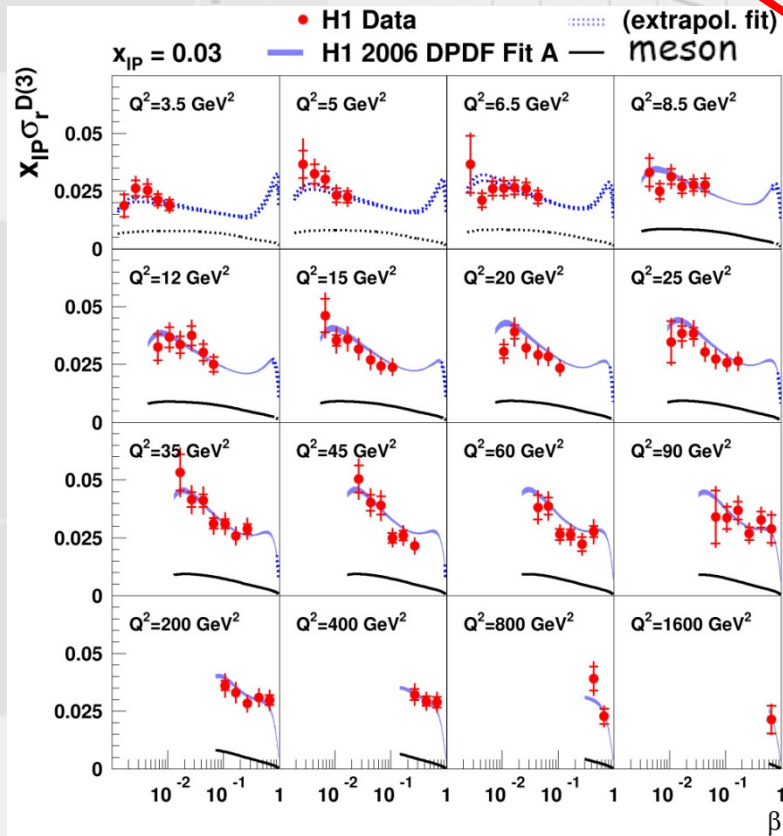 H1 Data (extrapol. fit)
x_IP = 0.03 H1 2006 DPDF Fit A meson
x_IP σ_r^D(3)
Q²=3.5 GeV² Q²=5 GeV² Q²=6.5 GeV² Q²=8.5 GeV²
0.05
0.025
0
Q²=12 GeV² Q²=15 GeV² Q²=20 GeV² Q²=25 GeV²
0.05
0.025
0
Q²=35 GeV² Q²=45 GeV² Q²=60 GeV² Q²=90 GeV²
0.05
0.025
0
Q²=200 GeV² Q²=400 GeV² Q²=800 GeV² Q²=1600 GeV²
0.05
0.025
0
10⁻² 10⁻¹ 1 10⁻² 10⁻¹ 1 10⁻² 10⁻¹ 1 10⁻² 10⁻¹ 1
β